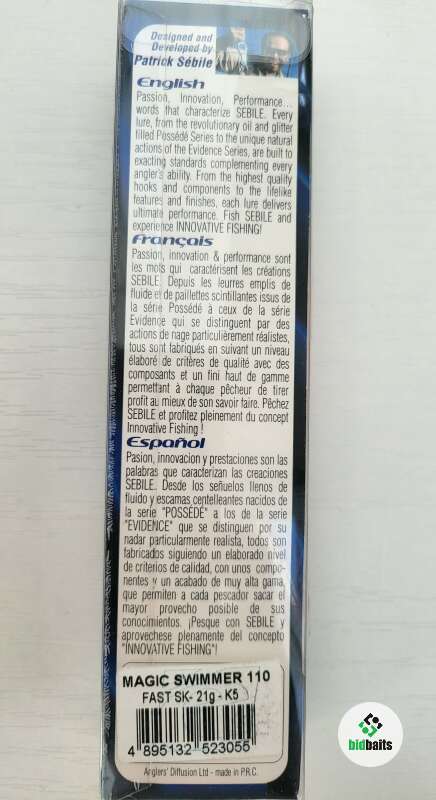 Designed and
Developed by
Patrick Sébile
English
Passion, Innovation, Performance...
words that characterize SEBILE. Every
lure, from the revolutionary oil and glitter
filled Possédé Series to the unique natural
actions of the Evidence Series, are built to
exacting standards complementing every
angler's ability. From the highest quality
hooks and components to the lifelike
features and finishes, each lure delivers
ultimate performance. Fish SEBILE and
experience INNOVATIVE FISHING!
Français
Passion, innovation & performance sont
les mots qui caractérisent les créations
SEBILE. Depuis les leurres emplis de
fluide et de paillettes scintillantes issus de
la série Possédé à ceux de la série
Evidence qui se distinguent par des
actions de nage particulièrement réalistes,
tous sont fabriqués en suivant un niveau
élaboré de critères de qualité avec des
composants et un fini haut de gamme
permettant à chaque pêcheur de tirer
profit au mieux de son savoir faire. Pêchez
SEBILE et profitez pleinement du concept
Innovative Fishing !
Español
Pasion, innovacion y prestaciones son las
palabras que caracterizan las creaciones
SEBILE. Desde los señuelos llenos de
fluido y escamas centelleantes nacidos de
la serie "POSSÉDÉ" a los de la serie
"EVIDENCE" que se distinguen por su
nadar particularmente realista, todos son
fabricados siguiendo un elaborado nivel
de criterios de calidad, con unos compo-
nentes y un acabado de muy alta gama,
que permiten a cada pescador sacar el
mayor provecho posible de sus
conocimientos. ¡Pesque con SEBILE y
aprovechese plenamente del concepto
"INNOVATIVE FISHING"!
MAGIC SWIMMER 110
FAST SK- 21g - K5
4 895132 523055
Anglers' Diffusion Ltd - made in P.R.C.
bidbaits